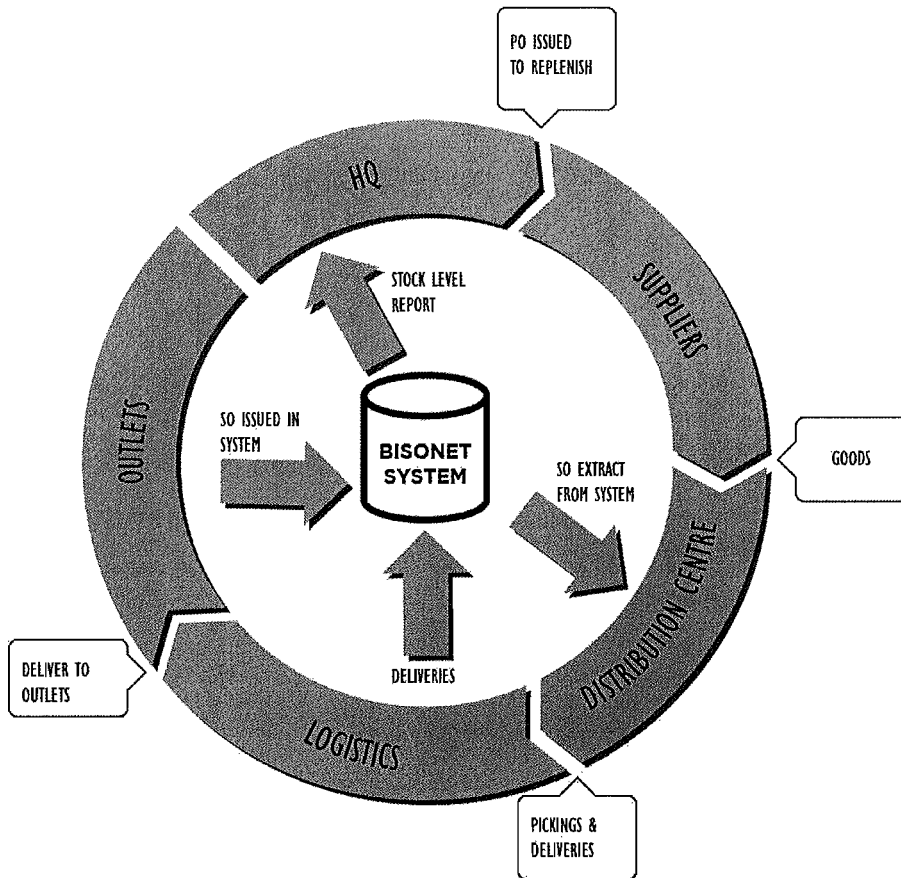 PO ISSUED
TO REPLENISH
HQ
SUPPLIERS
STOCK LEVEL
REPORT
OUTLETS
SO ISSUED IN
SYSTEM
BISONET
SYSTEM
SO EXTRACT
FROM SYSTEM
GOODS
DISTRIBUTION CENTRE
DELIVERIES
DELIVER TO
OUTLETS
LOGISTICS
PICKINGS &
DELIVERIES